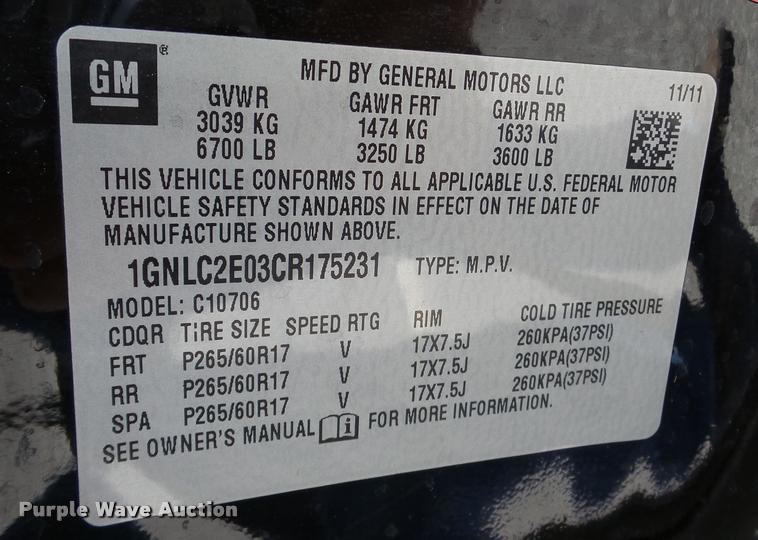 GM ®
MFD BY GENERAL MOTORS LLC 11/11
GVWR GAWR FRT GAWR RR
3039 KG 1474 KG 1633 KG
6700 LB 3250 LB 3600 LB
THIS VEHICLE CONFORMS TO ALL APPLICABLE U.S. FEDERAL MOTOR
VEHICLE SAFETY STANDARDS IN EFFECT ON THE DATE OF
MANUFACTURE SHOWN ABOVE.
1GNLC2E03CR175231 TYPE: M.P.V.
MODEL: C10706
CDQR TIRE SIZE SPEED RTG RIM COLD TIRE PRESSURE
FRT P265/60R17 V 17X7.5J 260KPA(37PSI)
RR P265/60R17 V 17X7.5J 260KPA(37PSI)
SPA P265/60R17 V 17X7.5J 260KPA(37PSI)
SEE OWNER'S MANUAL i FOR MORE INFORMATION.
Purple Wave Auction